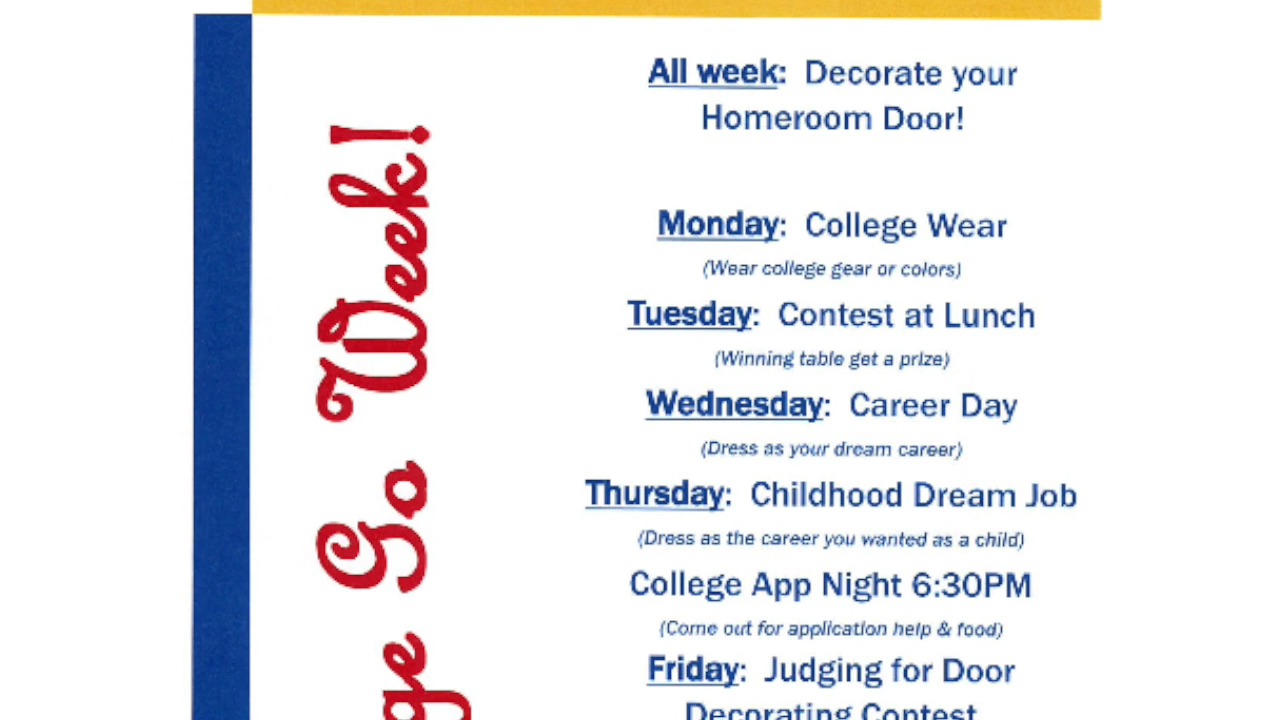 All week: Decorate your
Homeroom Door!
Monday: College Wear
(Wear college gear or colors)
Tuesday: Contest at Lunch
(Winning table get a prize)
Wednesday: Career Day
(Dress as your dream career)
Thursday: Childhood Dream Job
(Dress as the career you wanted as a child)
College App Night 6:30PM
(Come out for application help & food)
Friday: Judging for Door
Decorating Contest
ge Go Week!